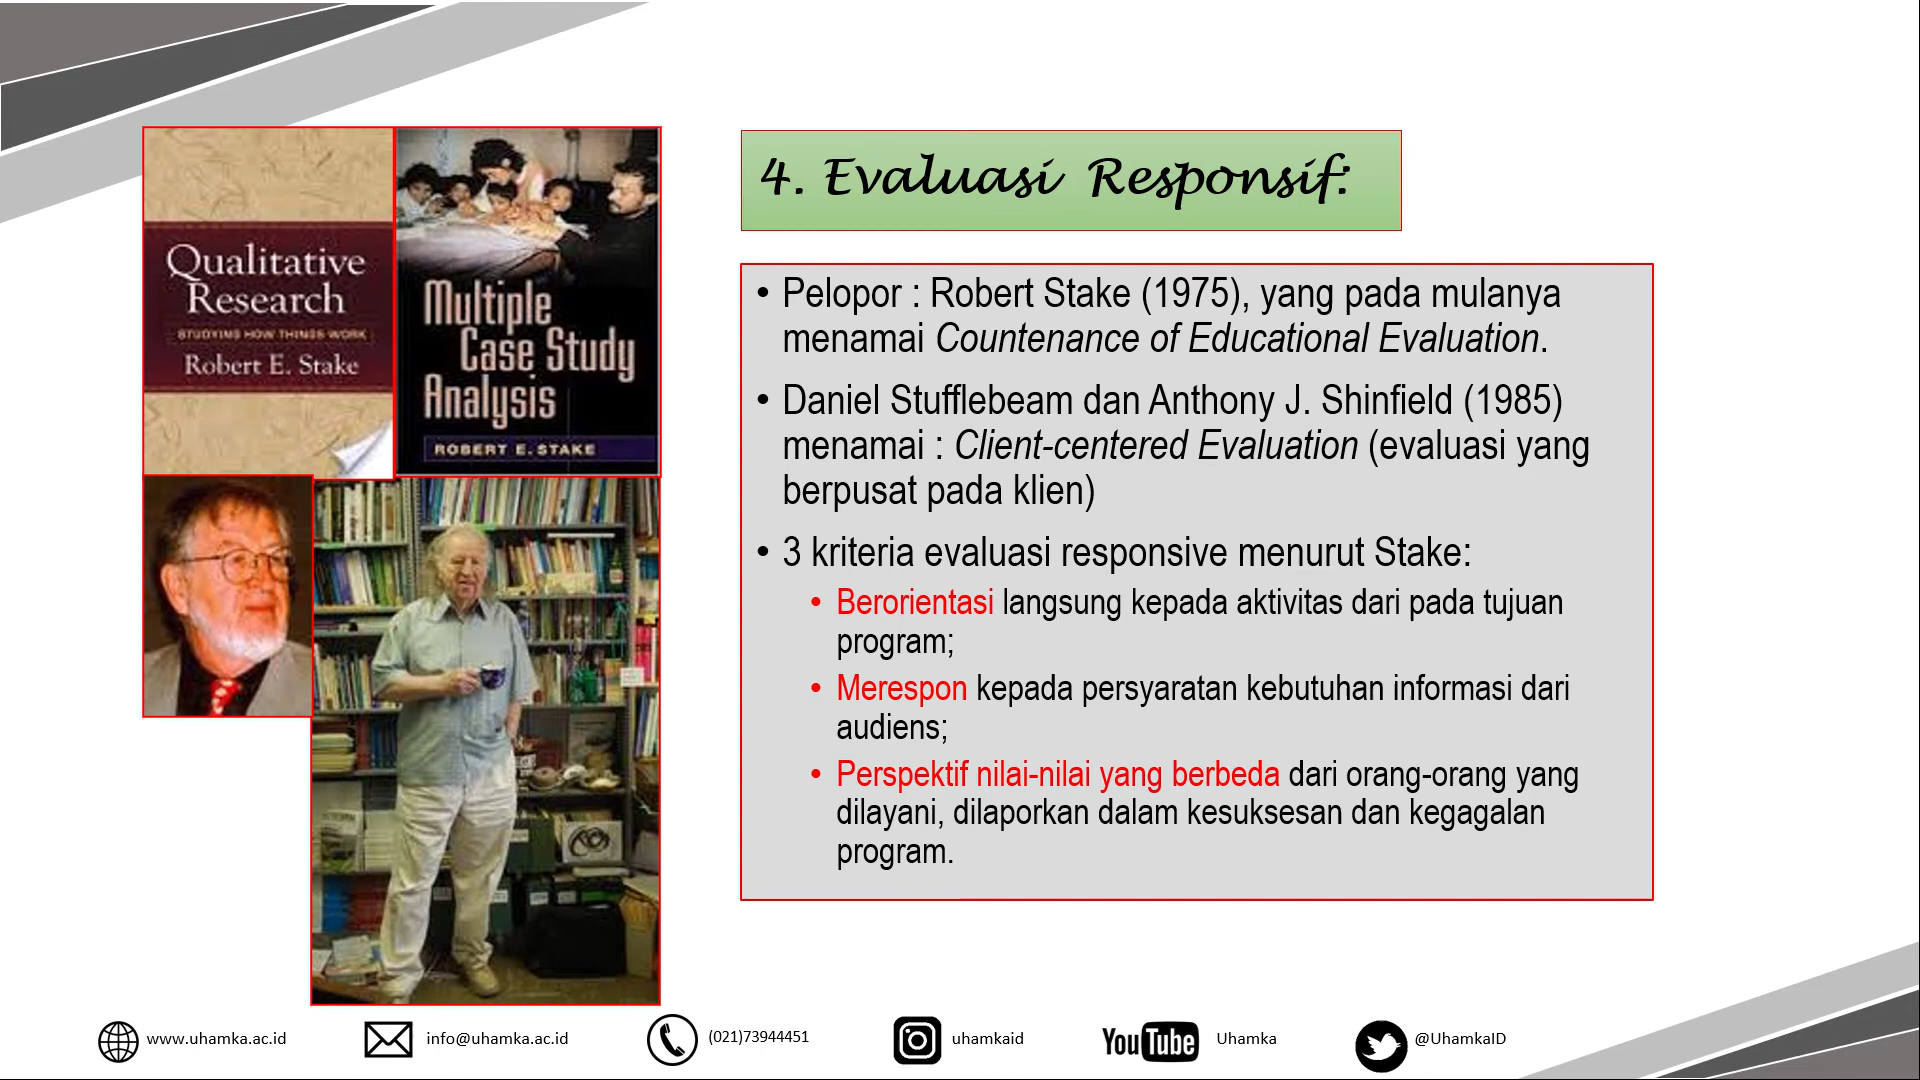 Qualitative
Research
STUDYING HOW THINGS WORK
Robert E. Stake
Multiple
Case Study
Analysis
ROBERT E. STAKE
4. Evaluasi Responsif:
• Pelopor : Robert Stake (1975), yang pada mulanya
menamai Countenance of Educational Evaluation.
• Daniel Stufflebeam dan Anthony J. Shinfield (1985)
menamai : Client-centered Evaluation (evaluasi yang
berpusat pada klien)
• 3 kriteria evaluasi responsive menurut Stake:
• Berorientasi langsung kepada aktivitas dari pada tujuan
program;
• Merespon kepada persyaratan kebutuhan informasi dari
audiens;
• Perspektif nilai-nilai yang berbeda dari orang-orang yang
dilayani, dilaporkan dalam kesuksesan dan kegagalan
program.
www.uhamka.ac.id
info@uhamka.ac.id
(021)73944451
uhamkaid
YouTube Uhamka
@UhamkaID